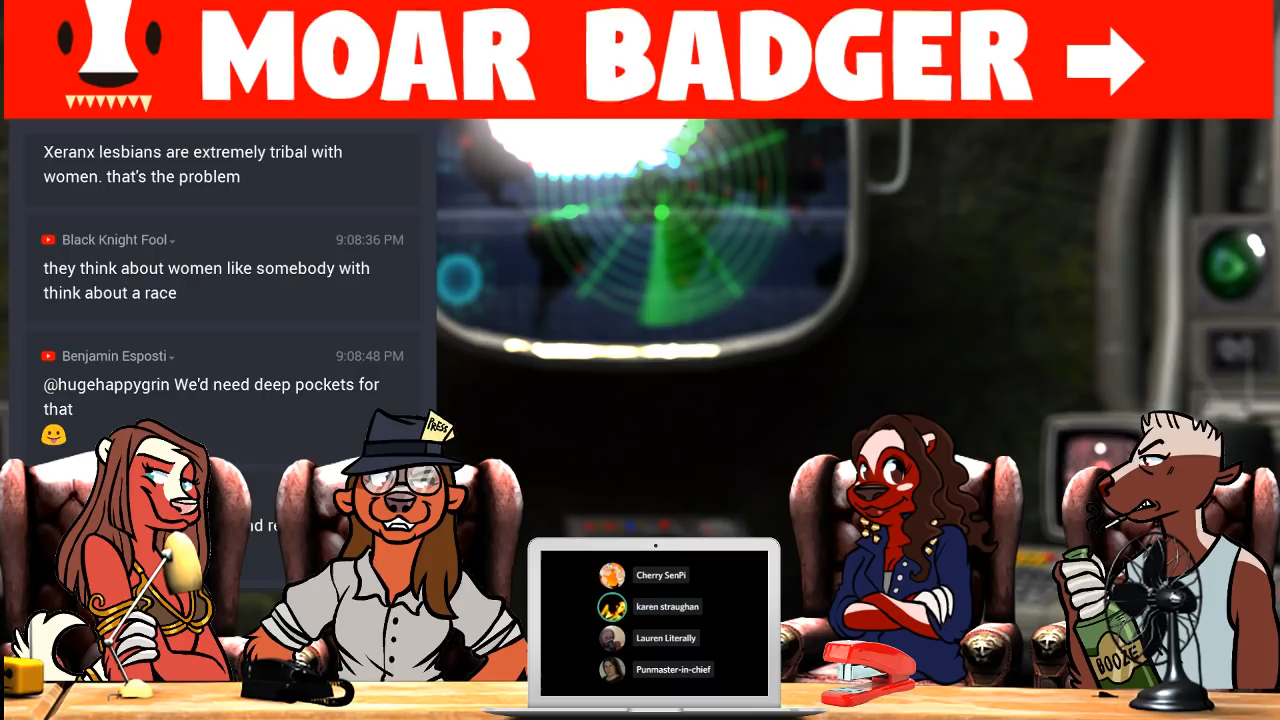 MOAR BADGER
Xeranx lesbians are extremely tribal with
women. that's the problem
Black Knight Fool
9:08:36 PM
they think about women like somebody with
think about a race
Benjamin Esposti
9:08:48 PM
@hugehappygrin We'd need deep pockets for
that
PRESS
Cherry SenPi
karen straughan
Lauren Literally
Punmaster-in-chief
BOOZE